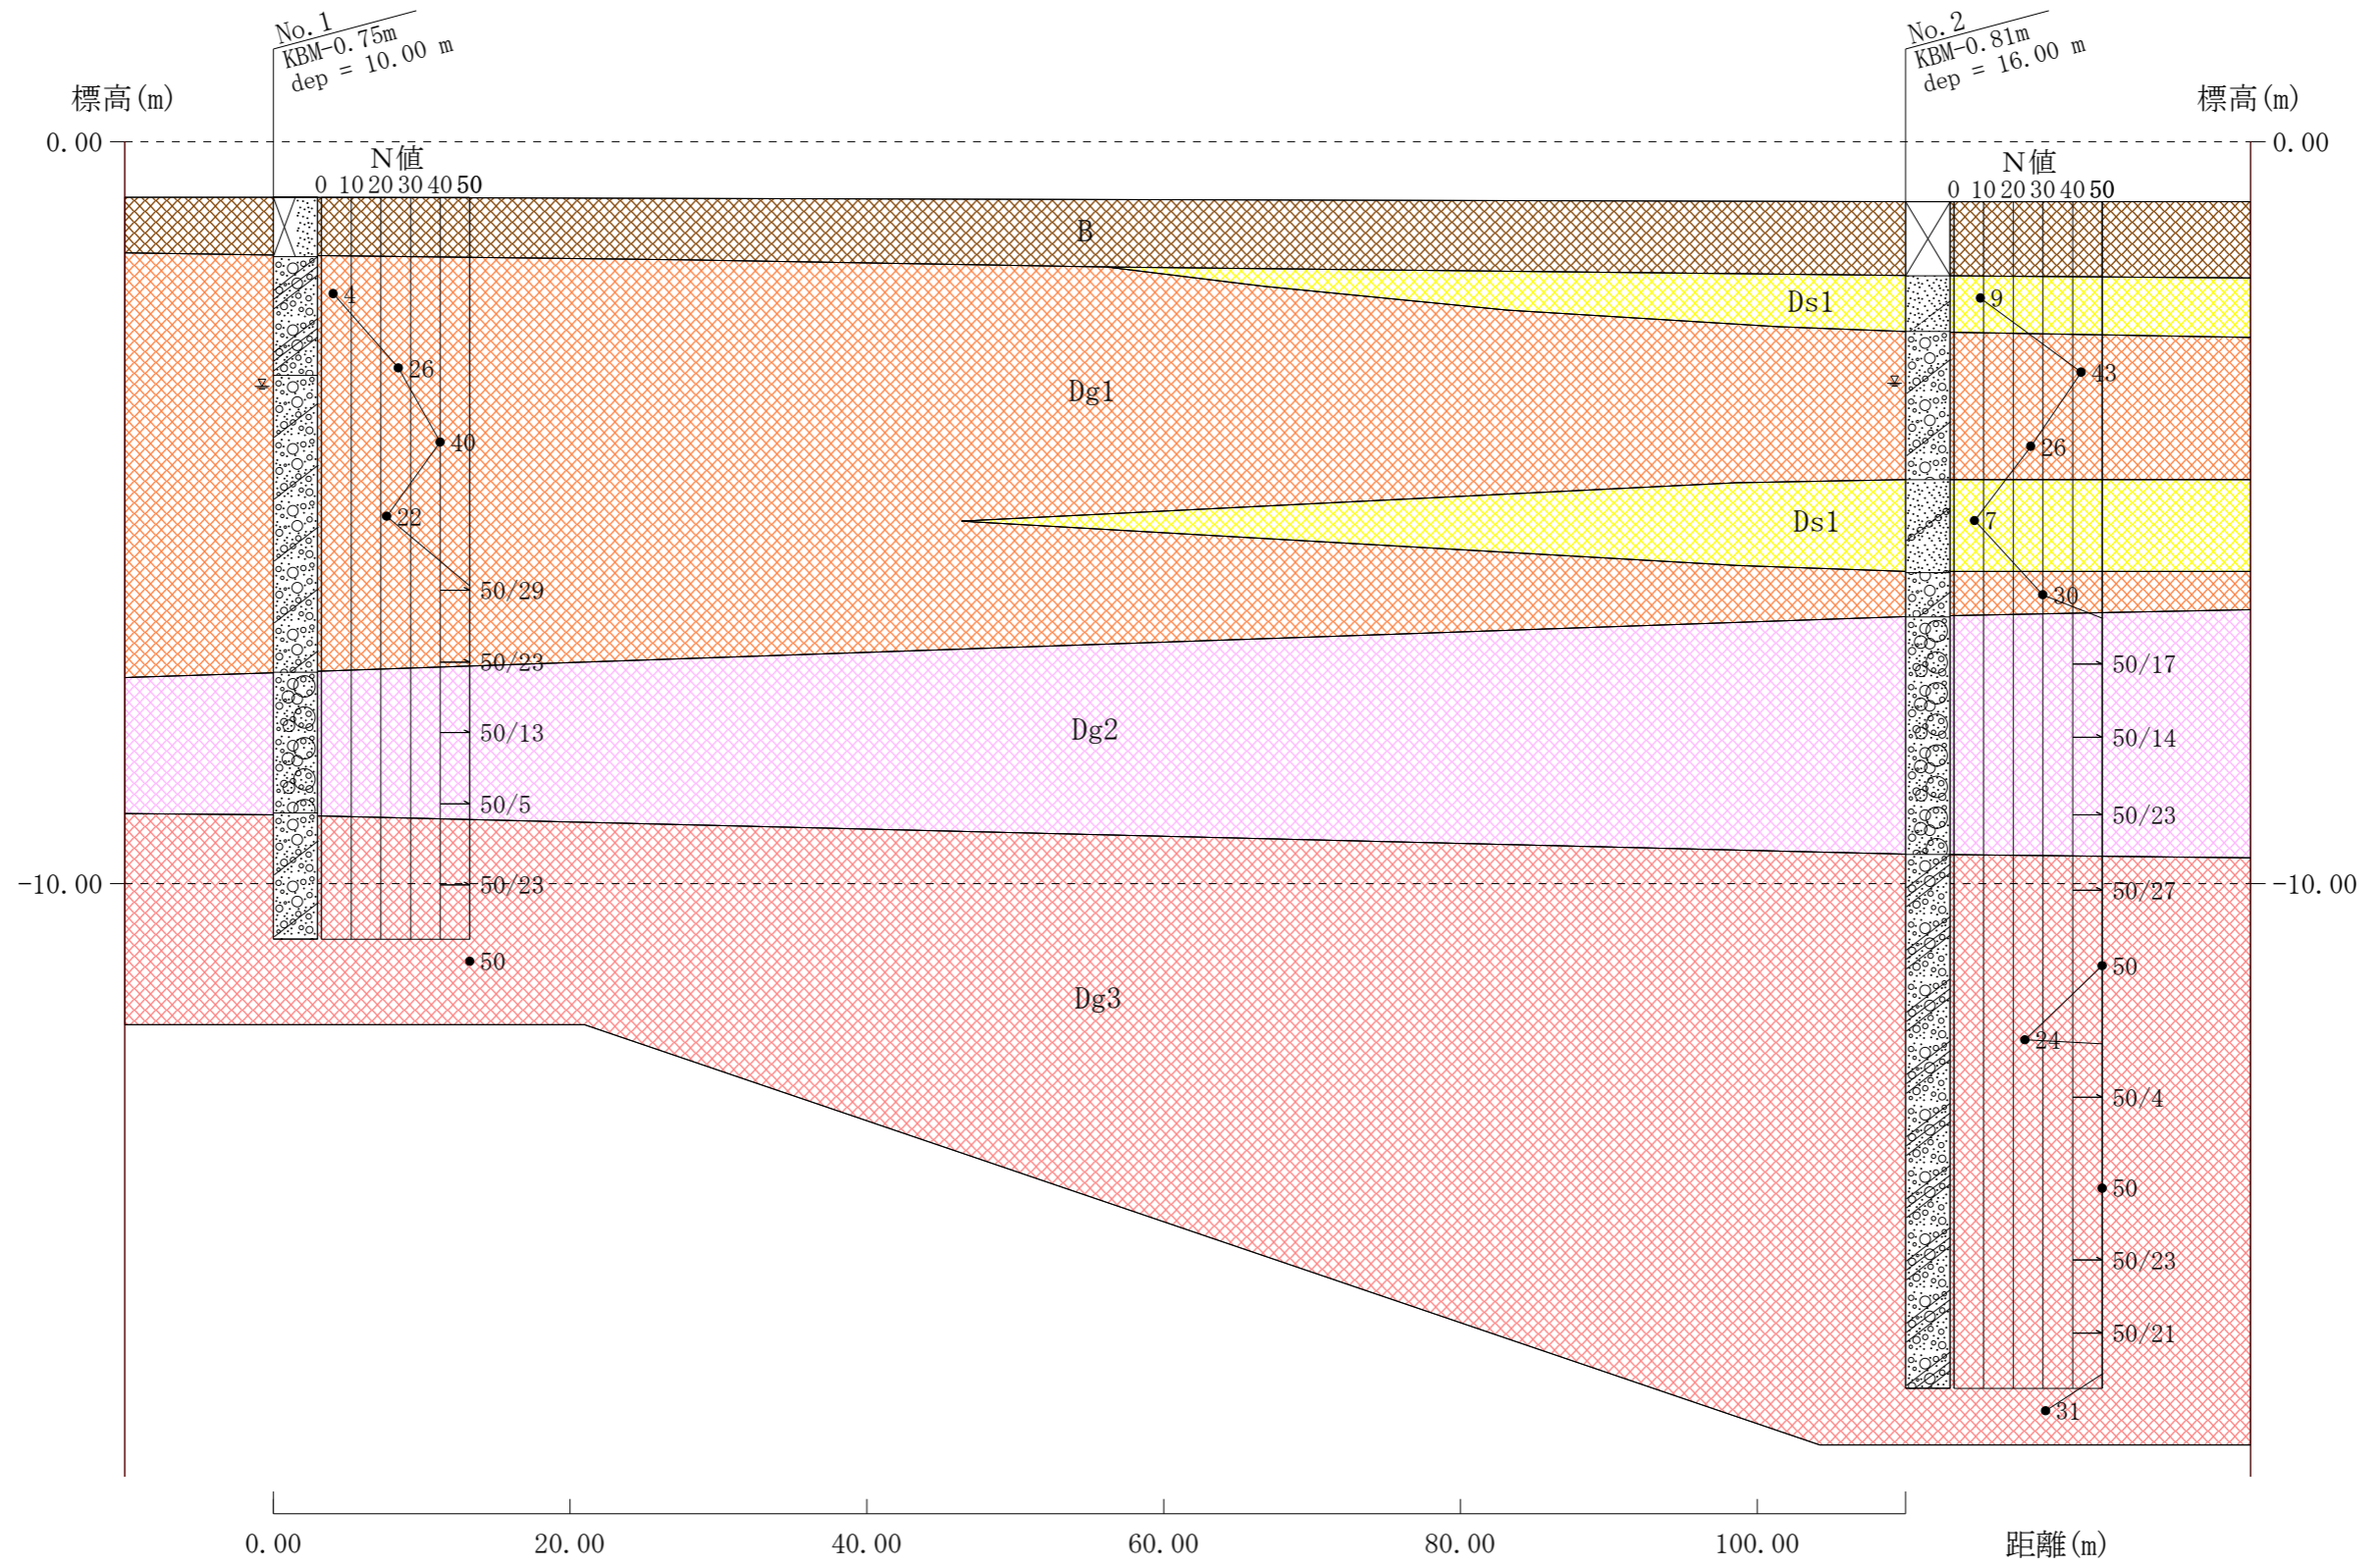 No.1
KBM-0.75m
dep = 10.00 m
No.2
KBM-0.81m
dep = 16.00 m
標高(m)
標高(m)
0.00
0.00
N値
0 10 20 30 40 50
N値
0 10 20 30 40 50
B
Ds1
4
9
26
43
Dg1
40
26
22
7
Ds1
50/29
30
50/23
50/17
50/13
Dg2
50/14
50/5
50/23
-10.00
50/23
50/27
-10.00
50
50
Dg3
24
50/4
50
50/23
50/21
31
0.00
20.00
40.00
60.00
80.00
100.00
距離(m)